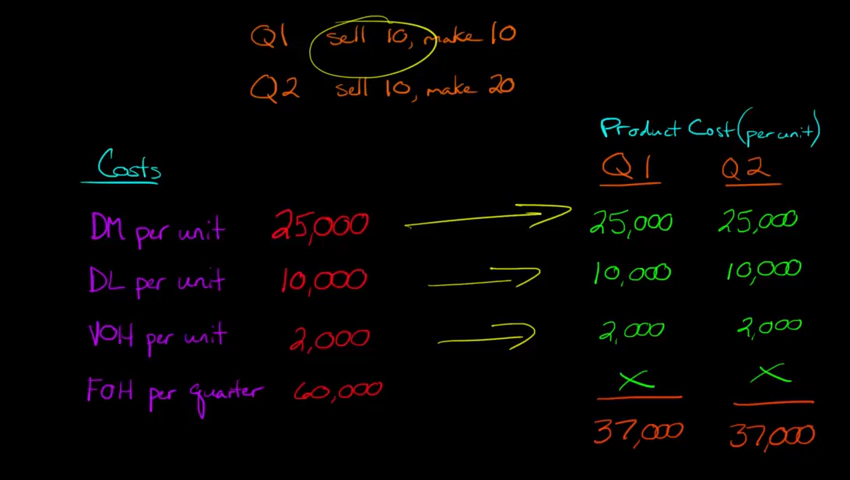 Q1 sell 10, make 10
Q2 sell 10, make 20
Product Cost (per unit)
Costs Q1 Q2
DM per unit 25,000 25,000 25,000
DL per unit 10,000 10,000 10,000
VOH per unit 2,000 2,000 2,000
FOH per quarter 60,000 X X
37,000 37,000